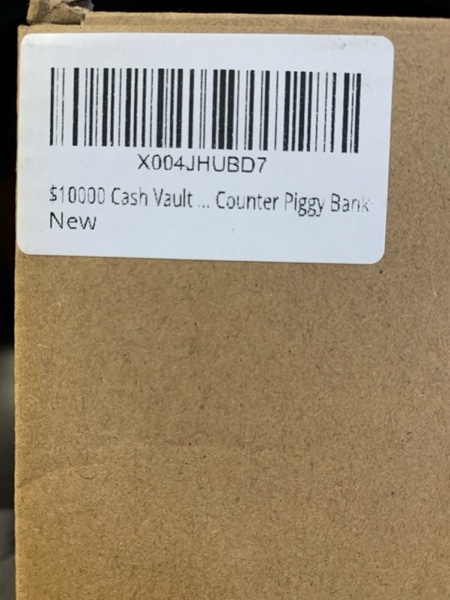 X004JHUBD7
$10000 Cash Vault ... Counter Piggy Bank
New